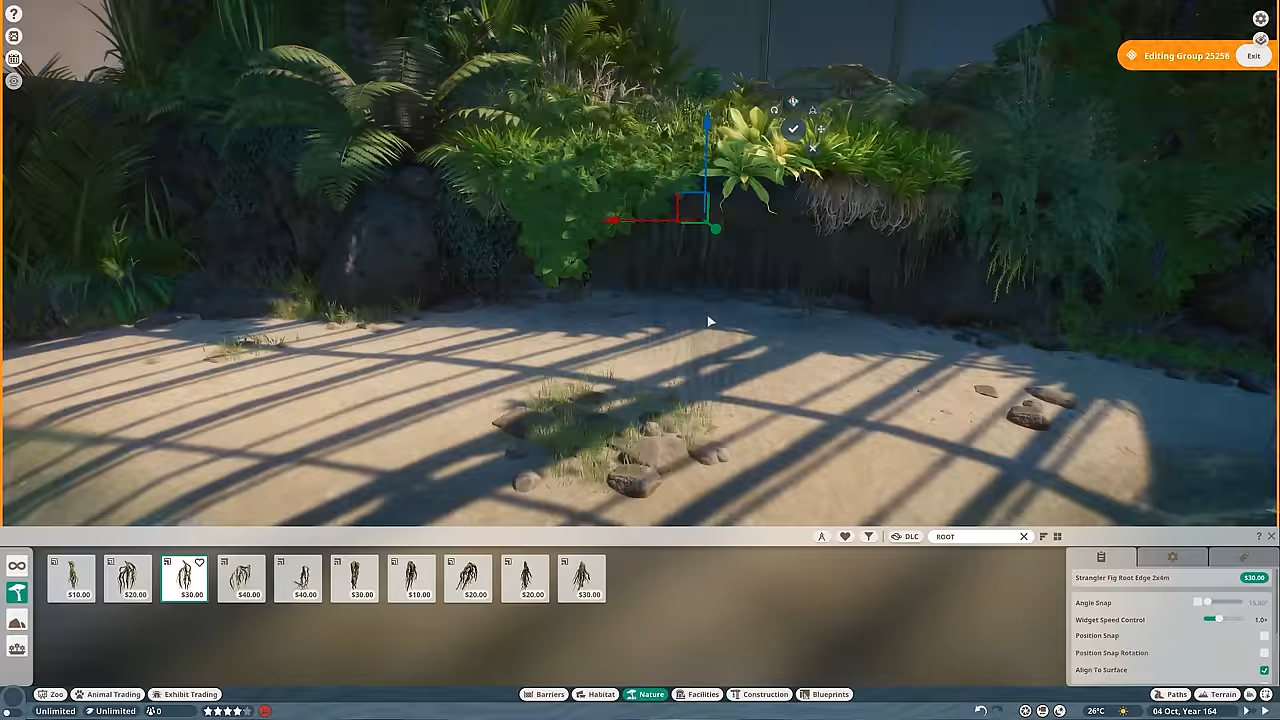 ?
Editing Group 25258
Exit
DLC
ROOT
?
$10.00
$20.00
$30.00
$40.00
$40.00
$30.00
$10.00
$20.00
$20.00
$30.00
Strangler Fig Root Edge 2x4m
$30.00
Angle Snap
15.00°
Widget Speed Control
1.0×
Position Snap
Position Snap Rotation
Align To Surface
Zoo
Animal Trading
Exhibit Trading
Barriers
Habitat
Nature
Facilities
Construction
Blueprints
Paths
Terrain
Unlimited
Unlimited
0
26°C
04 Oct, Year 164